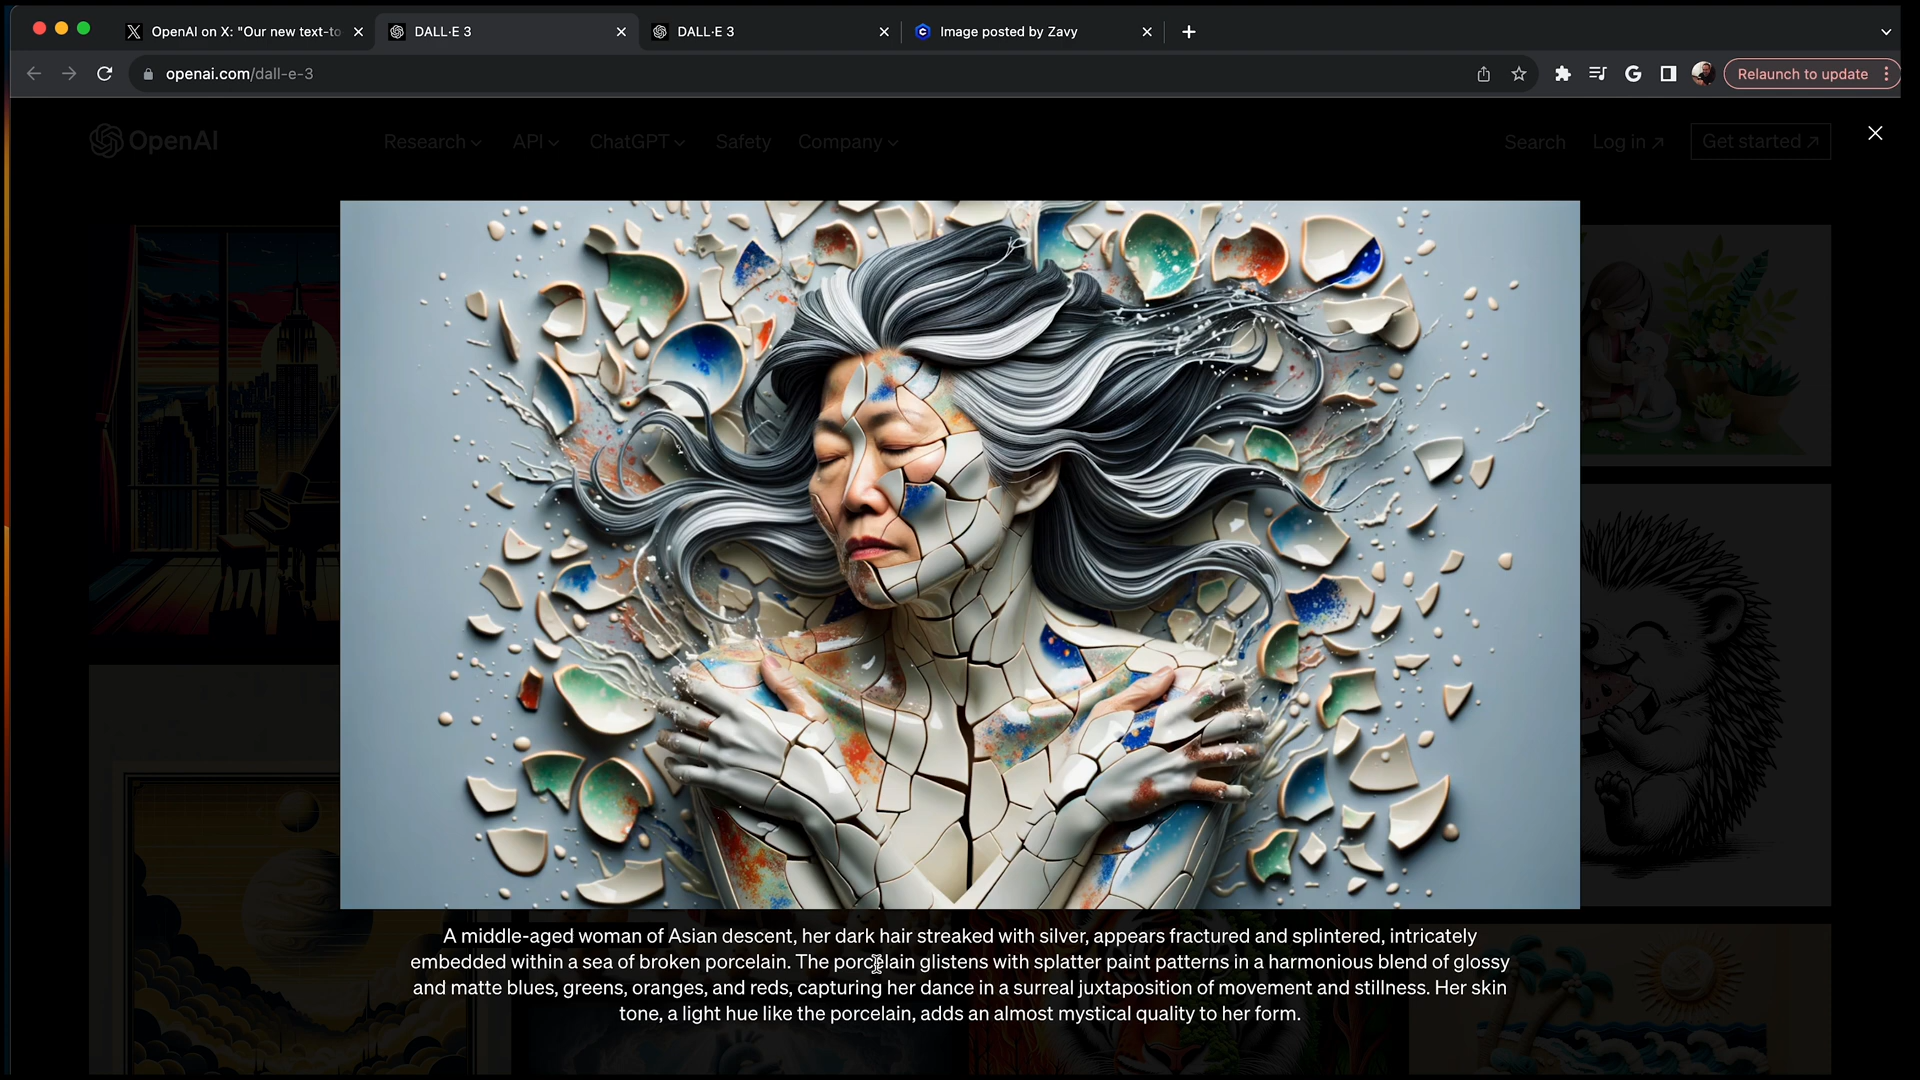 OpenAI on X: "Our new text-to
DALL·E 3
DALL·E 3
Image posted by Zavy
openai.com/dall-e-3
Relaunch to update
OpenAI
Research
API
ChatGPT
Safety
Company
Search
Log in
Get started
A middle-aged woman of Asian descent, her dark hair streaked with silver, appears fractured and splintered, intricately
embedded within a sea of broken porcelain. The porcelain glistens with splatter paint patterns in a harmonious blend of glossy
and matte blues, greens, oranges, and reds, capturing her dance in a surreal juxtaposition of movement and stillness. Her skin
tone, a light hue like the porcelain, adds an almost mystical quality to her form.